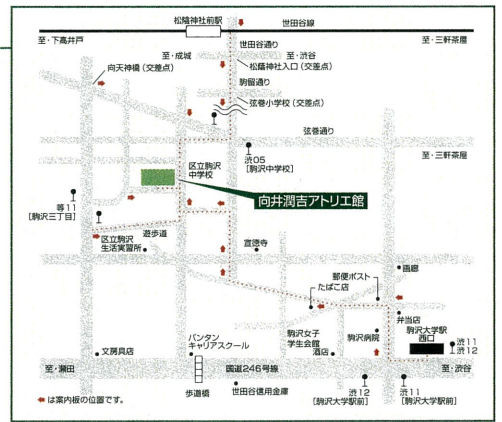 松陰神社前駅
世田谷線
至・下高井戸
至・三軒茶屋
世田谷通り
至・成城
至・渋谷
向天神橋(交差点)
松陰神社入口(交差点)
駒留通り
弦巻小学校(交差点)
弦巻通り
渋05
[駒沢中学校]
至・三軒茶屋
区立駒沢
中学校
向井潤吉アトリエ館
等11
[駒沢三丁目]
遊歩道
区立駒沢
生活実習所
宣徳寺
画廊
郵便ポスト
たばこ店
弁当店
駒沢大学駅
西口
駒沢女子
学生会館
駒沢病院
渋11
渋12
バンタン
キャリアスクール
酒店
文房具店
至・瀬田
国道246号線
至・渋谷
歩道橋
世田谷信用金庫
渋12
[駒沢大学駅前]
渋11
[駒沢大学駅前]
は案内板の位置です。